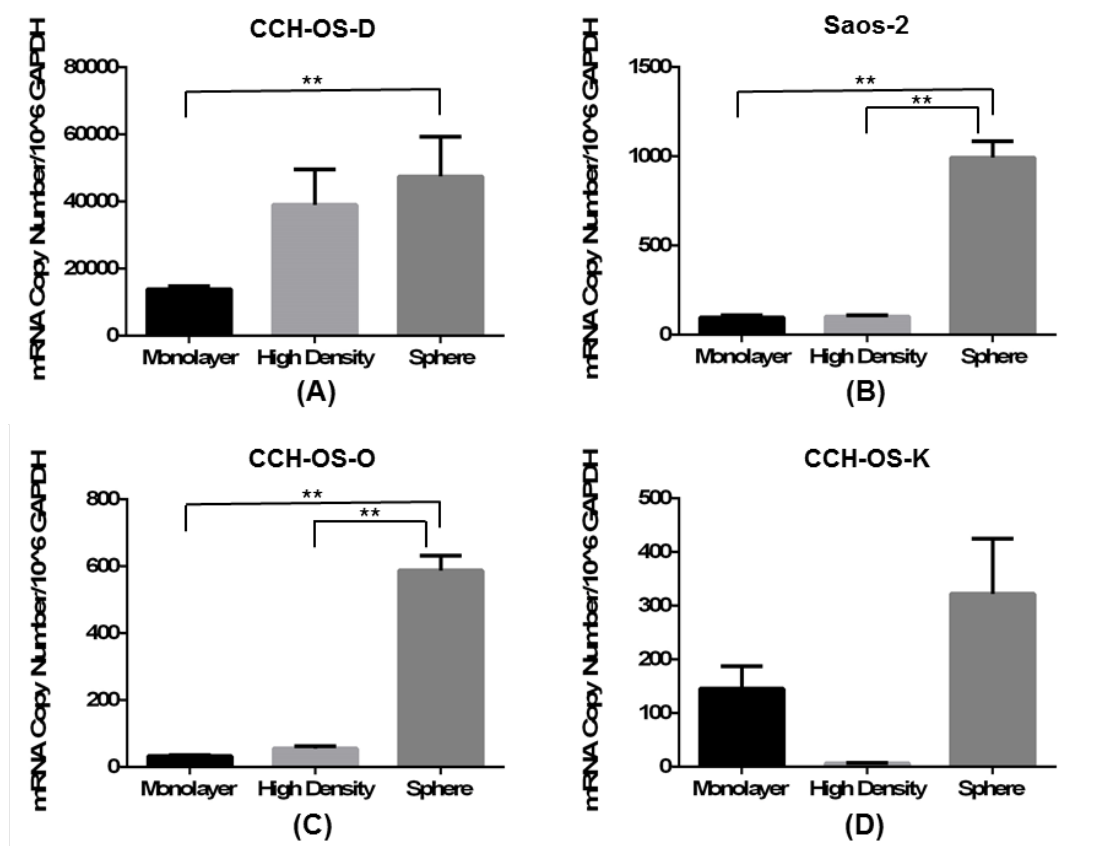 CCH-OS-D
mRNA Copy Number/10^6 GAPDH
80000
60000
40000
20000
0
**
Monolayer High Density Sphere
(A)
Saos-2
mRNA Copy Number/10^6 GAPDH
1500
1000
500
0
**
**
Monolayer High Density Sphere
(B)
CCH-OS-O
mRNA Copy Number/10^6 GAPDH
800
600
400
200
0
**
**
Monolayer High Density Sphere
(C)
CCH-OS-K
mRNA Copy Number/10^6 GAPDH
500
400
300
200
100
0
Monolayer High Density Sphere
(D)